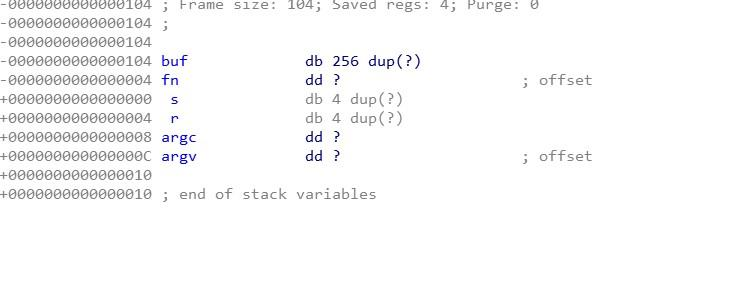 -0000000000000104 ; Frame size: 104; Saved regs: 4; Purge: 0
-0000000000000104 ;
-0000000000000104
-0000000000000104 buf db 256 dup(?)
-0000000000000004 fn dd ? ; offset
+0000000000000000 s db 4 dup(?)
+0000000000000004 r db 4 dup(?)
+0000000000000008 argc dd ?
+000000000000000C argv dd ? ; offset
+0000000000000010
+0000000000000010 ; end of stack variables